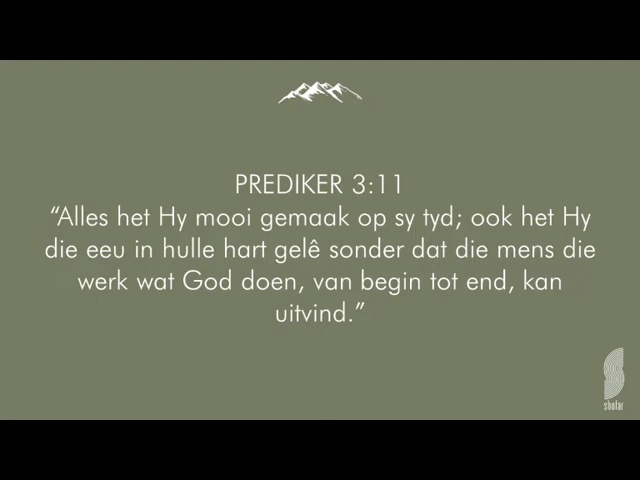 PREDIKER 3:11
“Alles het Hy mooi gemaak op sy tyd; ook het Hy
die eeu in hulle hart gelê sonder dat die mens die
werk wat God doen, van begin tot end, kan
uitvind.”
shofar